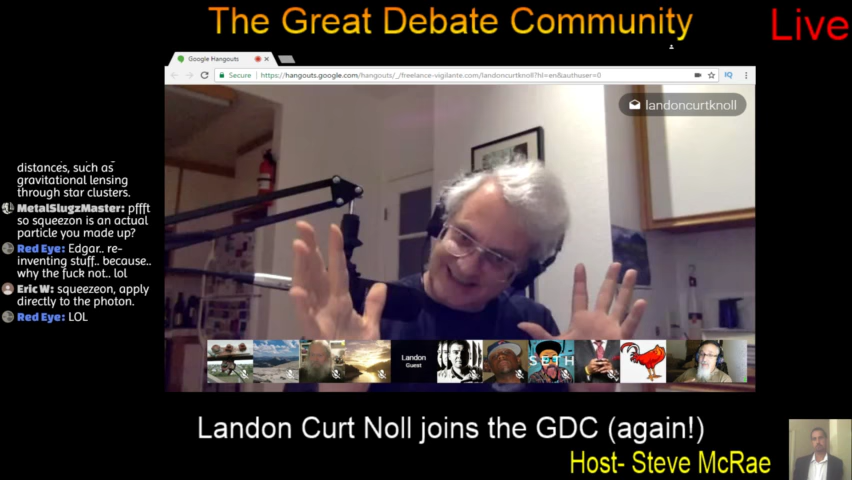 The Great Debate Community
Live
Google Hangouts
Secure
https://hangouts.google.com/hangouts/_/freelance-vigilante.com/landoncurtknoll?hl=en&authuser=0
IQ
landoncurtknoll
distances, such as
gravitational lensing
through star clusters.
MetalSlugzMaster: pffft
so squeezon is an actual
particle you made up?
Red Eye: Edgar.. re-
inventing stuff.. because..
why the fuck not.. lol
Eric W: squeezeon, apply
directly to the photon.
Red Eye: LOL
Landon
Guest
SETH
Landon Curt Noll joins the GDC (again!)
Host- Steve McRae